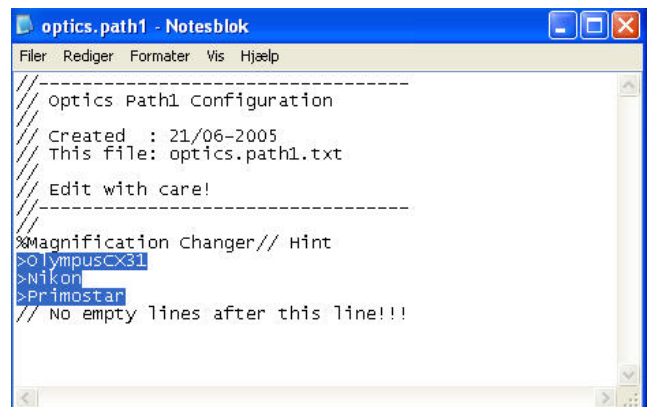 optics.path1 - Notesblok
Filer Rediger Formater Vis Hjælp
//-----------------------------------
// Optics Path1 Configuration
//
// Created  : 21/06-2005
// This file: optics.path1.txt
//
// Edit with care!
//-----------------------------------
//
%Magnification Changer// Hint
>OlympusCX31
>Nikon
>Primostar
// No empty lines after this line!!!